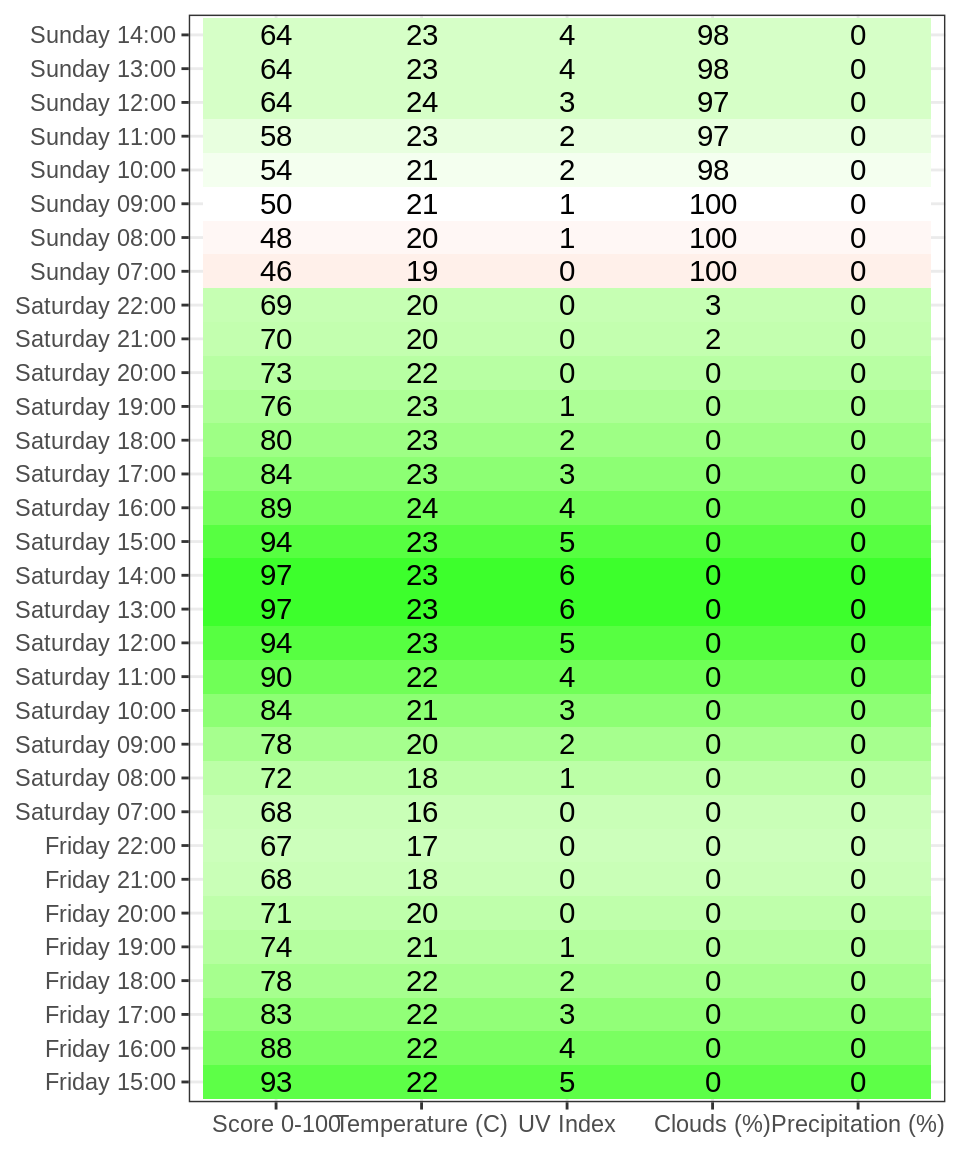 Sunday 14:00 64 23 4 98 0
Sunday 13:00 64 23 4 98 0
Sunday 12:00 64 24 3 97 0
Sunday 11:00 58 23 2 97 0
Sunday 10:00 54 21 2 98 0
Sunday 09:00 50 21 1 100 0
Sunday 08:00 48 20 1 100 0
Sunday 07:00 46 19 0 100 0
Saturday 22:00 69 20 0 3 0
Saturday 21:00 70 20 0 2 0
Saturday 20:00 73 22 0 0 0
Saturday 19:00 76 23 1 0 0
Saturday 18:00 80 23 2 0 0
Saturday 17:00 84 23 3 0 0
Saturday 16:00 89 24 4 0 0
Saturday 15:00 94 23 5 0 0
Saturday 14:00 97 23 6 0 0
Saturday 13:00 97 23 6 0 0
Saturday 12:00 94 23 5 0 0
Saturday 11:00 90 22 4 0 0
Saturday 10:00 84 21 3 0 0
Saturday 09:00 78 20 2 0 0
Saturday 08:00 72 18 1 0 0
Saturday 07:00 68 16 0 0 0
Friday 22:00 67 17 0 0 0
Friday 21:00 68 18 0 0 0
Friday 20:00 71 20 0 0 0
Friday 19:00 74 21 1 0 0
Friday 18:00 78 22 2 0 0
Friday 17:00 83 22 3 0 0
Friday 16:00 88 22 4 0 0
Friday 15:00 93 22 5 0 0
Score 0-100 Temperature (C) UV Index Clouds (%) Precipitation (%)